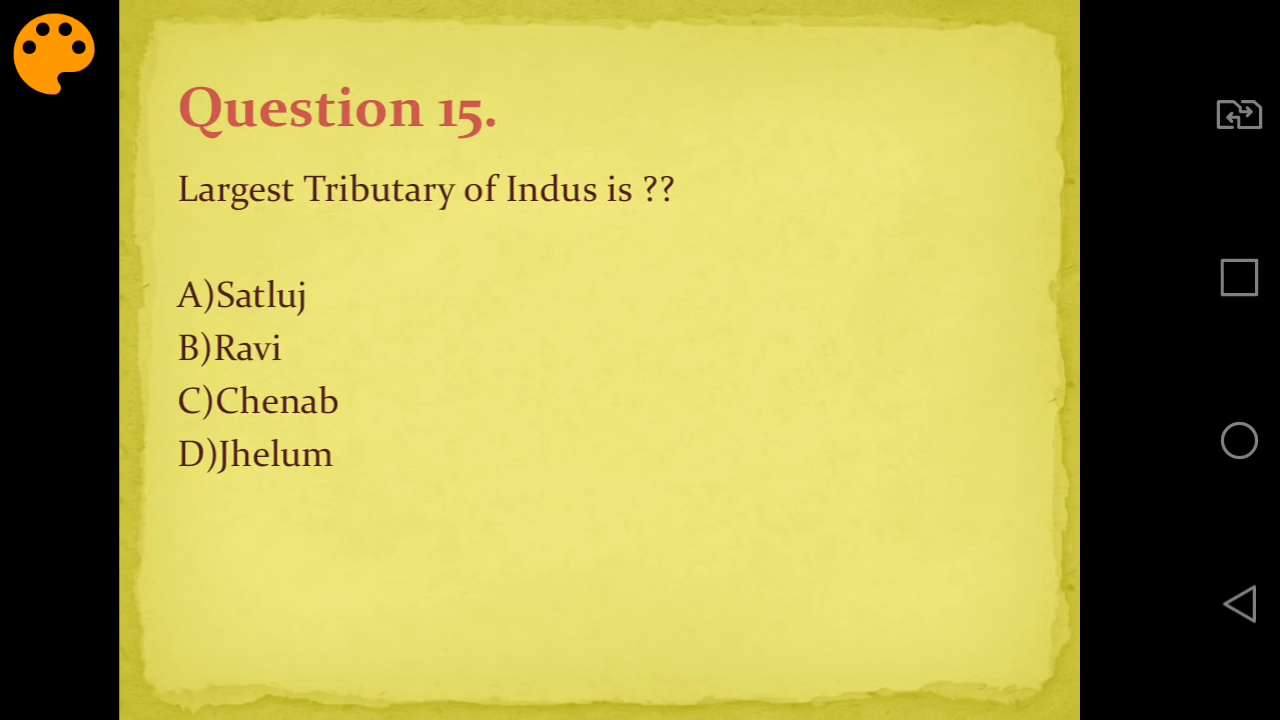 Question 15.
Largest Tributary of Indus is ??
A)Satluj
B)Ravi
C)Chenab
D)Jhelum